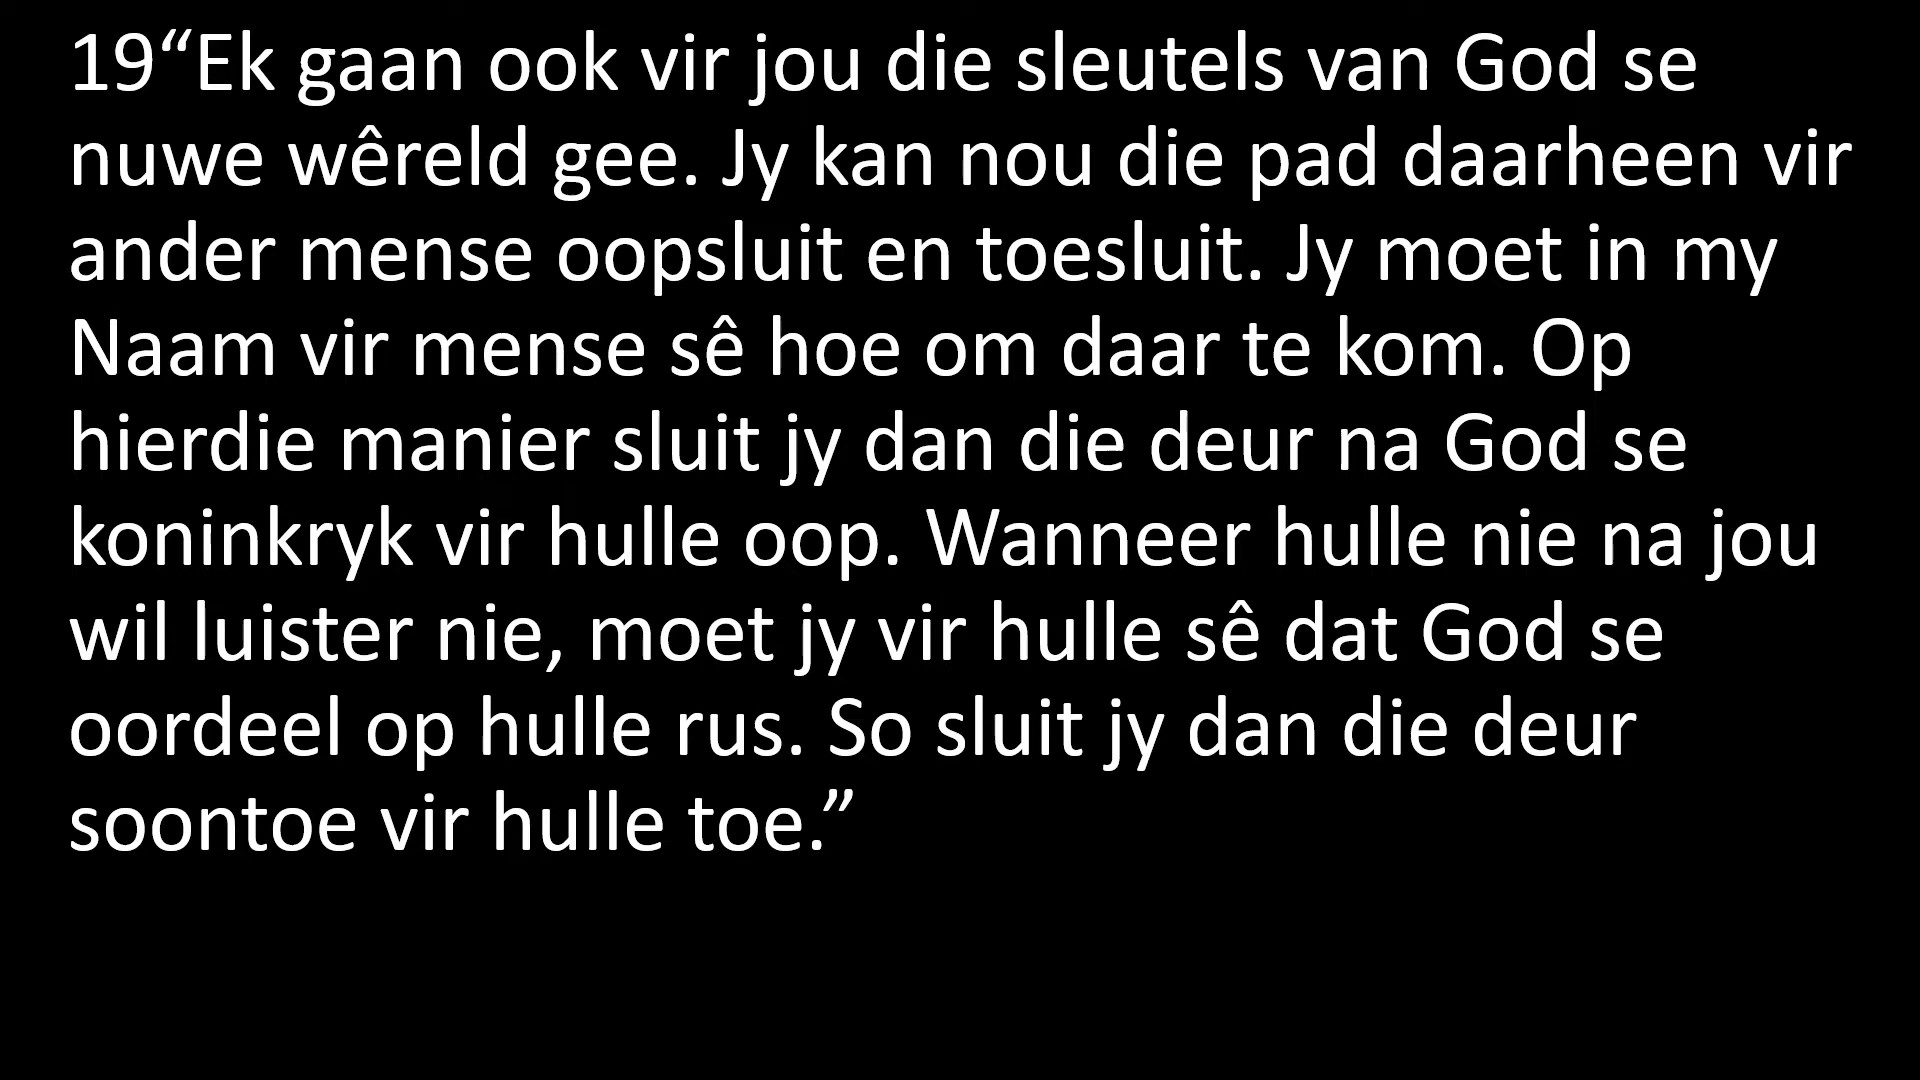 19“Ek gaan ook vir jou die sleutels van God se
nuwe wêreld gee. Jy kan nou die pad daarheen vir
ander mense oopsluit en toesluit. Jy moet in my
Naam vir mense sê hoe om daar te kom. Op
hierdie manier sluit jy dan die deur na God se
koninkryk vir hulle oop. Wanneer hulle nie na jou
wil luister nie, moet jy vir hulle sê dat God se
oordeel op hulle rus. So sluit jy dan die deur
soontoe vir hulle toe.”